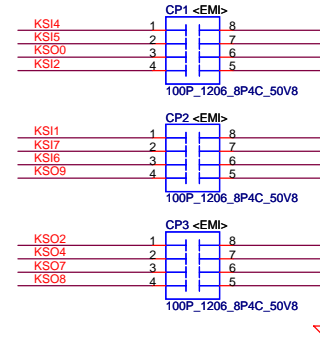 CP1 <EMI>
KSI4 1 8
KSI5 2 7
KSO0 3 6
KSI2 4 5
100P_1206_8P4C_50V8
CP2 <EMI>
KSI1 1 8
KSI7 2 7
KSI6 3 6
KSO9 4 5
100P_1206_8P4C_50V8
CP3 <EMI>
KSO2 1 8
KSO4 2 7
KSO7 3 6
KSO8 4 5
100P_1206_8P4C_50V8